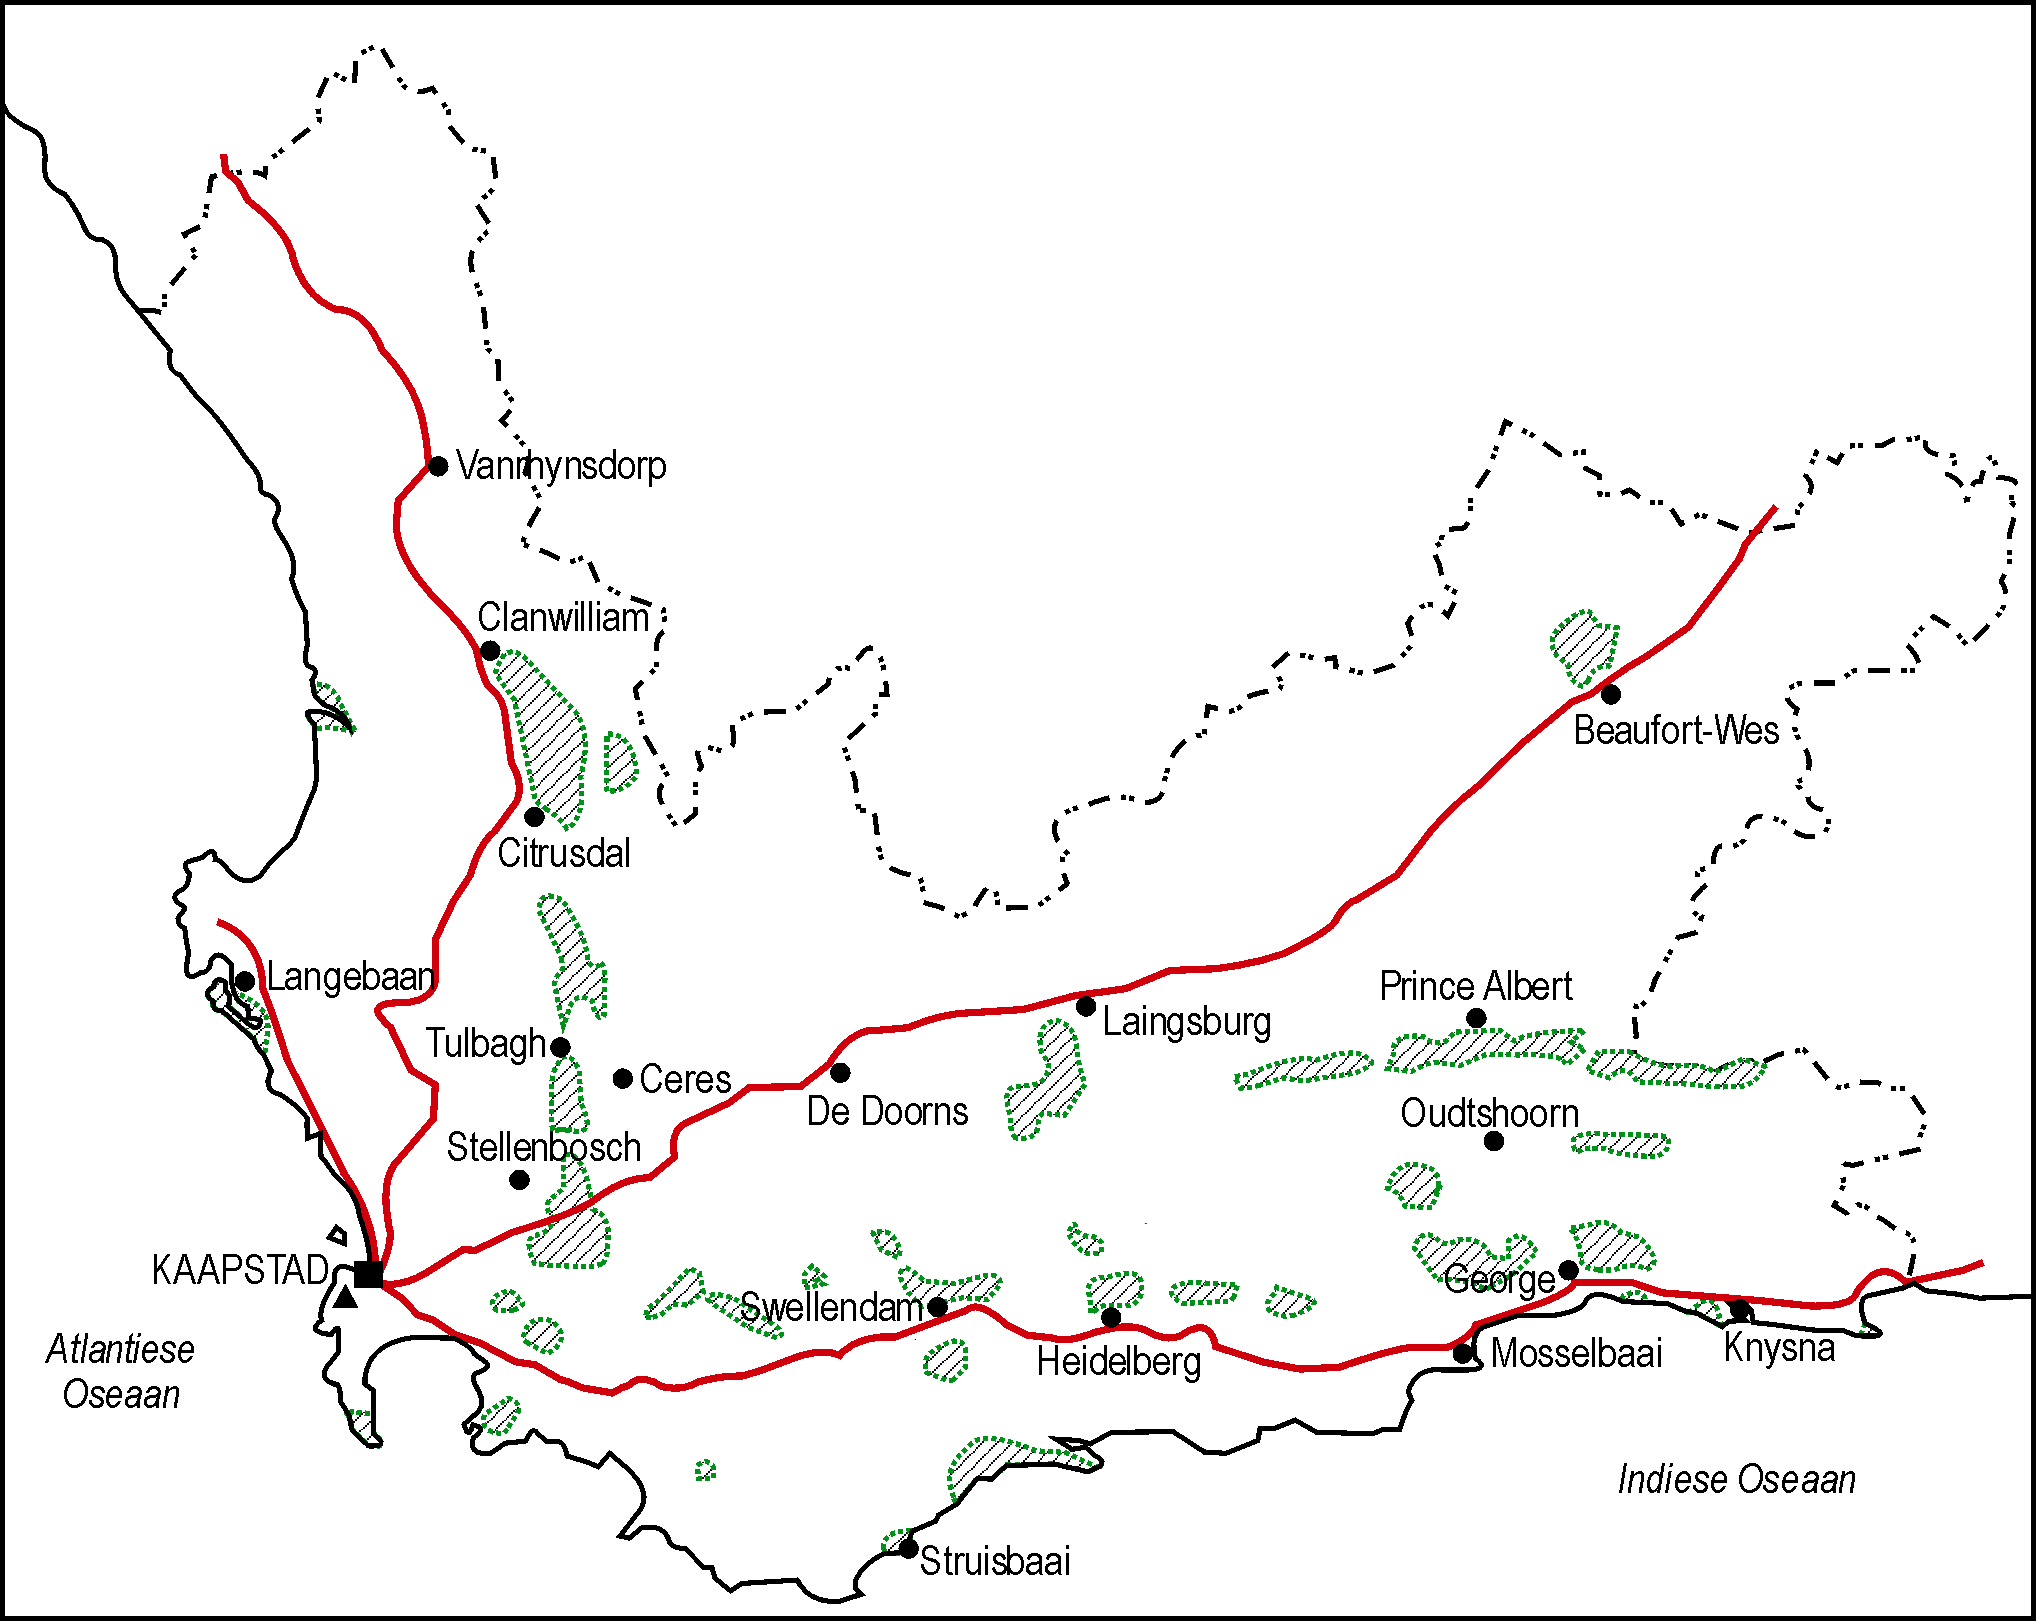 Vanrhynsdorp
Clanwilliam
Beaufort-Wes
Citrusdal
Langebaan
Prince Albert
Laingsburg
Tulbagh
Ceres
De Doorns
Oudtshoorn
Stellenbosch
KAAPSTAD
George
Swellendam
Atlantiese
Oseaan
Heidelberg
Mosselbaai
Knysna
Indiese Oseaan
Struisbaai